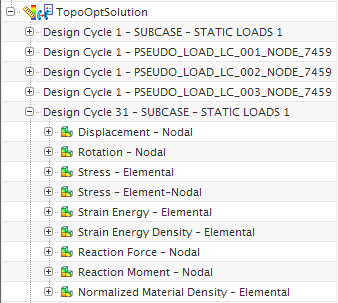 TopoOptSolution
Design Cycle 1 - SUBCASE - STATIC LOADS 1
Design Cycle 1 - PSEUDO_LOAD_LC_001_NODE_7459
Design Cycle 1 - PSEUDO_LOAD_LC_002_NODE_7459
Design Cycle 1 - PSEUDO_LOAD_LC_003_NODE_7459
Design Cycle 31 - SUBCASE - STATIC LOADS 1
Displacement - Nodal
Rotation - Nodal
Stress - Elemental
Stress - Element-Nodal
Strain Energy - Elemental
Strain Energy Density - Elemental
Reaction Force - Nodal
Reaction Moment - Nodal
Normalized Material Density - Elemental